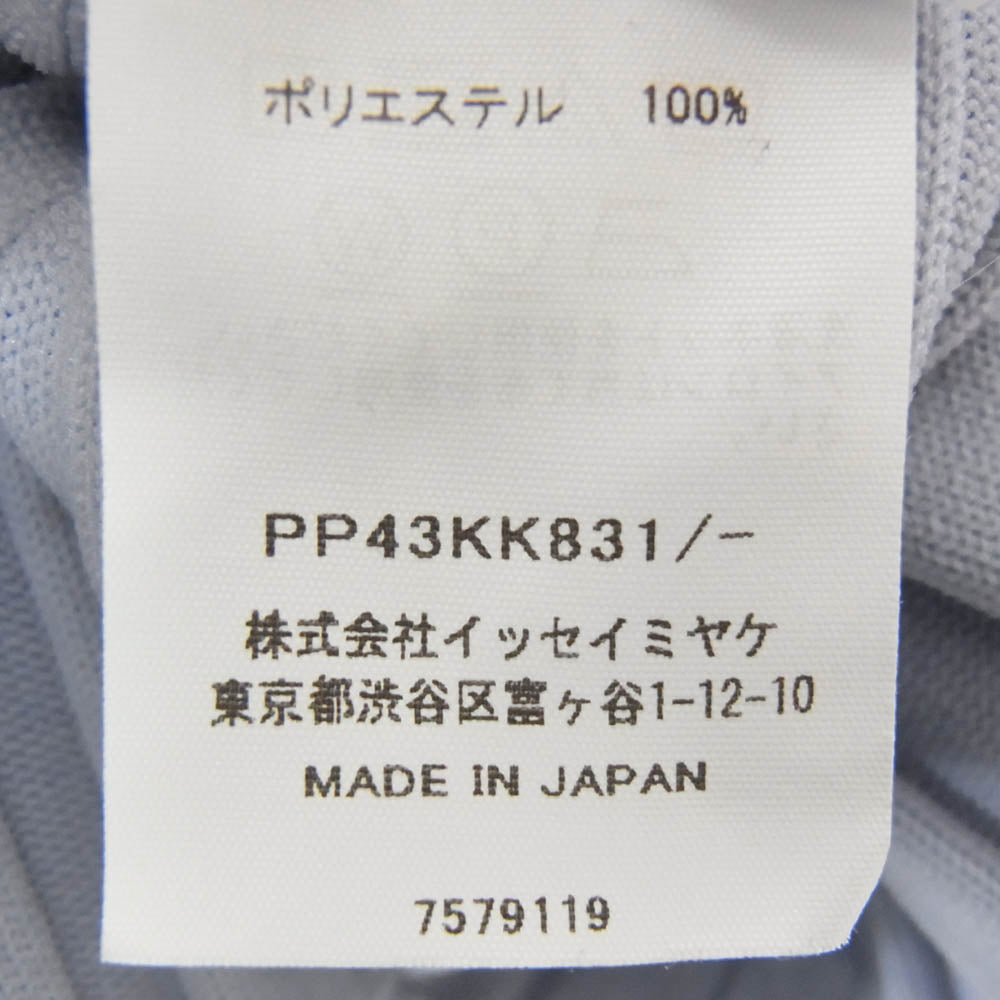 ポリエステル 100%
PP43KK831/-
株式会社イッセイミヤケ
東京都渋谷区富ヶ谷1-12-10
MADE IN JAPAN
7579119